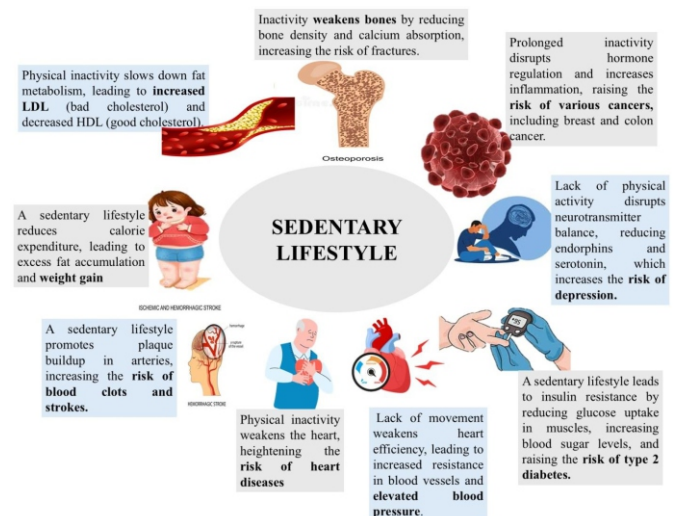 Inactivity weakens bones by reducing
bone density and calcium absorption,
increasing the risk of fractures.
Prolonged inactivity
disrupts hormone
regulation and increases
inflammation, raising the
risk of various cancers,
including breast and colon
cancer.
Physical inactivity slows down fat
metabolism, leading to increased
LDL (bad cholesterol) and
decreased HDL (good cholesterol).
Osteoporosis
SEDENTARY
LIFESTYLE
Lack of physical
activity disrupts
neurotransmitter
balance, reducing
endorphins and
serotonin, which
increases the risk of
depression.
A sedentary lifestyle
reduces calorie
expenditure, leading to
excess fat accumulation
and weight gain
ISCHEMIC AND HEMORRHAGIC STROKE
A sedentary lifestyle
promotes plaque
buildup in arteries,
increasing the risk of
blood clots and
strokes.
HEMORRHAGIC STROKE
Physical inactivity
weakens the heart,
heightening the
risk of heart
diseases
Lack of movement
weakens heart
efficiency, leading to
increased resistance
in blood vessels and
elevated blood
pressure.
A sedentary lifestyle leads
to insulin resistance by
reducing glucose uptake
in muscles, increasing
blood sugar levels, and
raising the risk of type 2
diabetes.